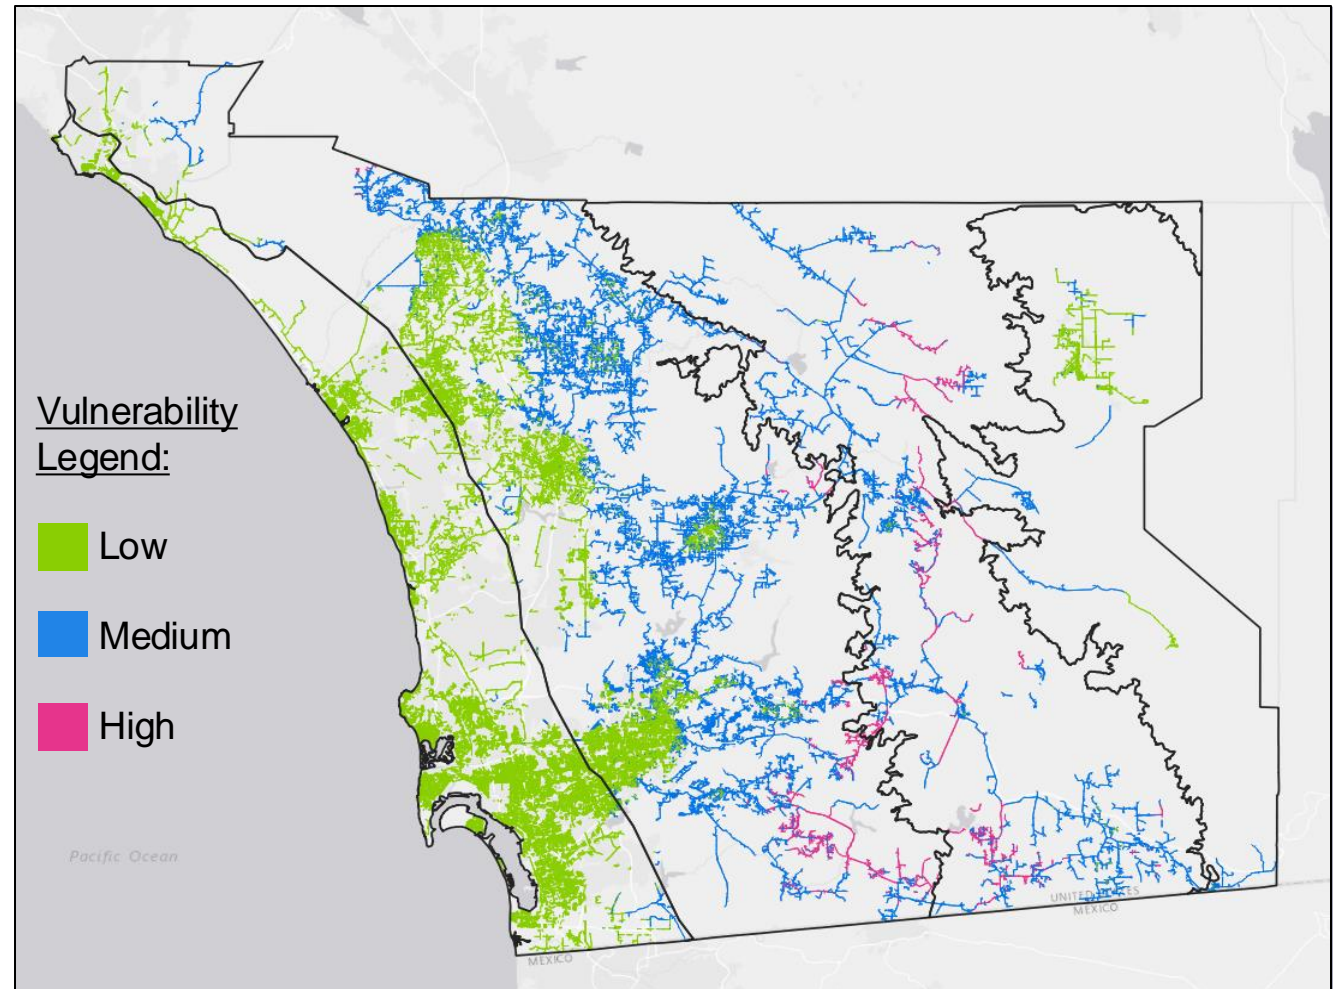 Vulnerability
Legend:
Low
Medium
High
Pacific Ocean
UNITED STATES
MEXICO
MEXICO